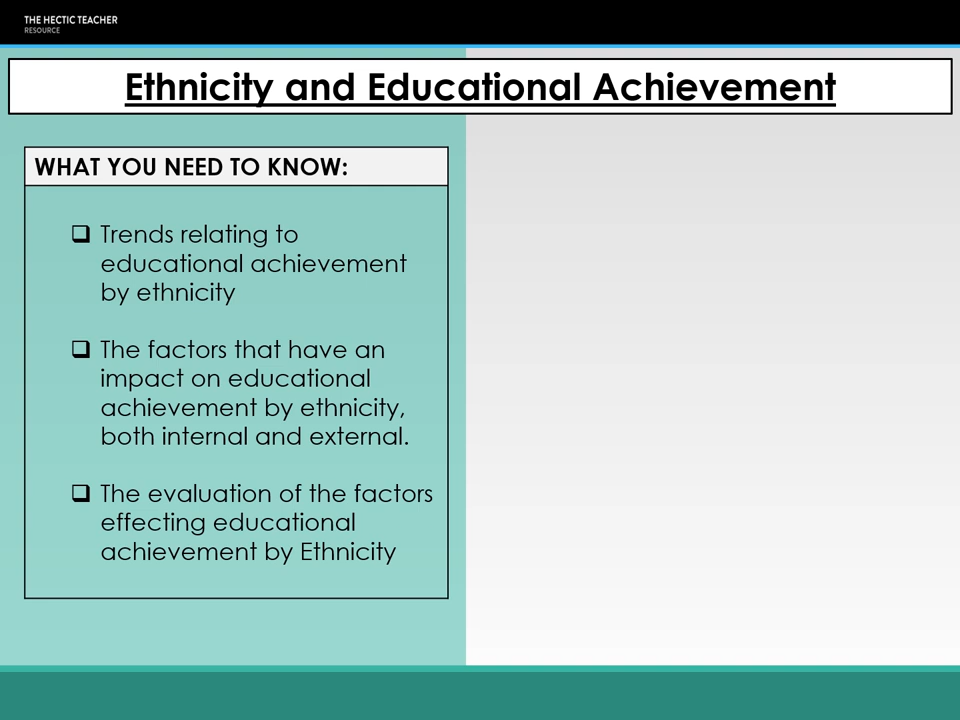 THE HECTIC TEACHER
RESOURCE
Ethnicity and Educational Achievement
WHAT YOU NEED TO KNOW:
❑ Trends relating to
educational achievement
by ethnicity
❑ The factors that have an
impact on educational
achievement by ethnicity,
both internal and external.
❑ The evaluation of the factors
effecting educational
achievement by Ethnicity